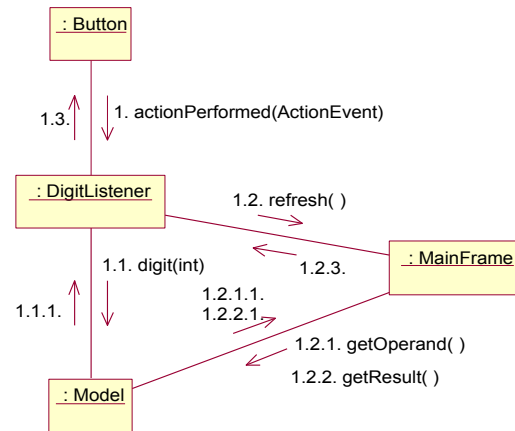 : Button
1.3.
1. actionPerformed(ActionEvent)
: DigitListener
1.2. refresh( )
1.1. digit(int)
1.2.3.
: MainFrame
1.1.1.
1.2.1.1.
1.2.2.1.
1.2.1. getOperand( )
1.2.2. getResult( )
: Model